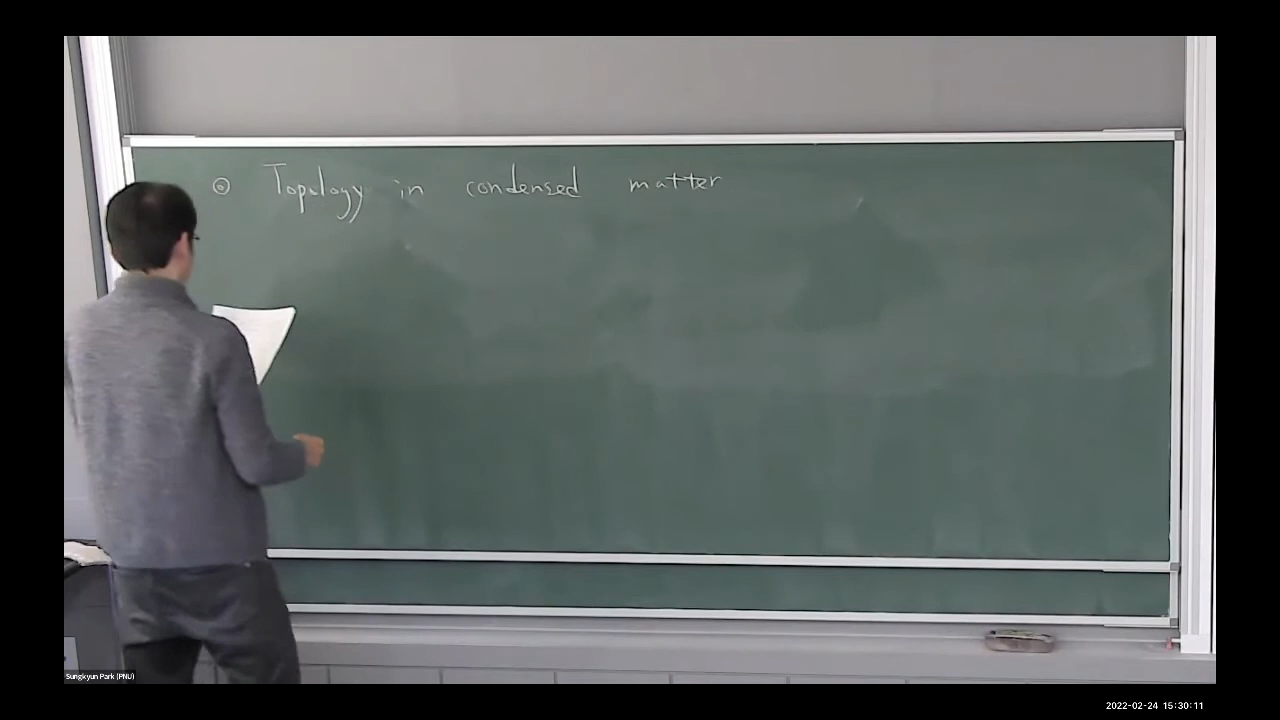 ⊙ Topology in condensed matter
Sungkyun Park (PNU)
2022-02-24 15:30:11